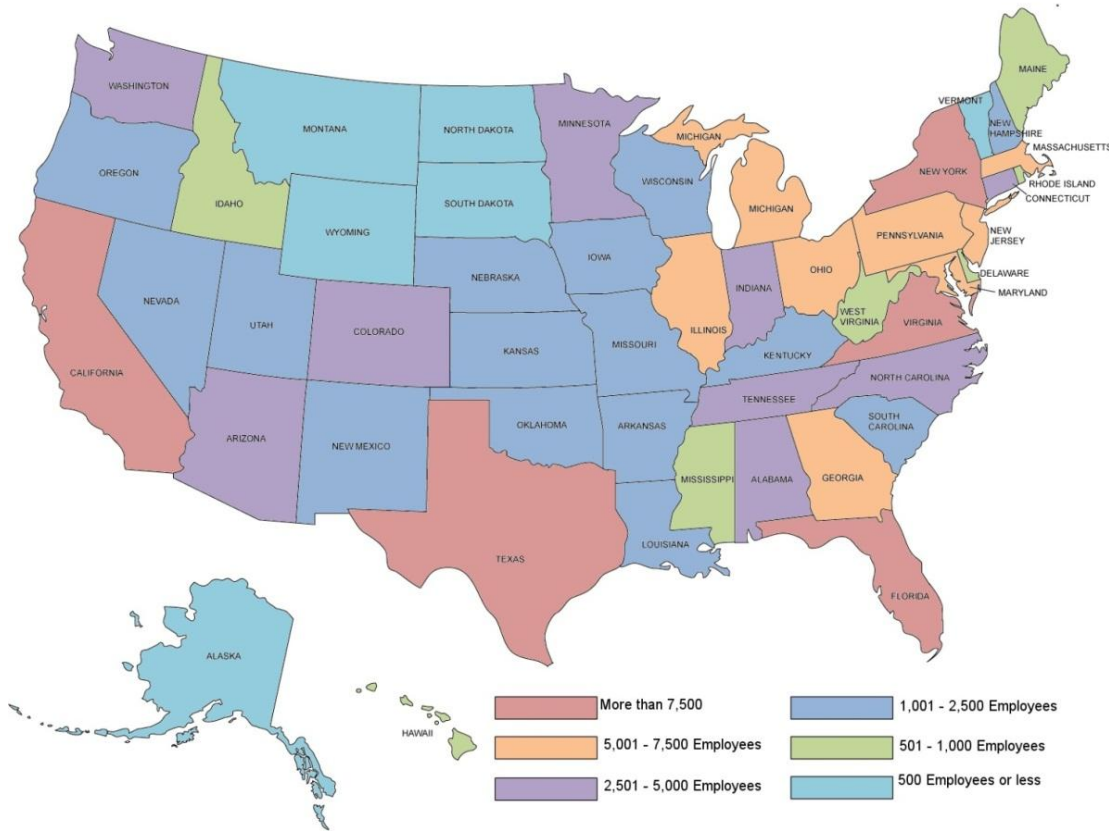 WASHINGTON
MONTANA
NORTH DAKOTA
MINNESOTA
MICHIGAN
MAINE
VERMONT
NEW
HAMPSHIRE
MASSACHUSETTS
OREGON
IDAHO
WYOMING
SOUTH DAKOTA
WISCONSIN
MICHIGAN
NEW YORK
RHODE ISLAND
CONNECTICUT
NEW
JERSEY
PENNSYLVANIA
NEVADA
UTAH
COLORADO
NEBRASKA
IOWA
ILLINOIS
INDIANA
OHIO
DELAWARE
MARYLAND
WEST
VIRGINIA
VIRGINIA
CALIFORNIA
KANSAS
MISSOURI
KENTUCKY
NORTH CAROLINA
TENNESSEE
ARIZONA
NEW MEXICO
OKLAHOMA
ARKANSAS
SOUTH
CAROLINA
MISSISSIPPI
ALABAMA
GEORGIA
TEXAS
LOUISIANA
FLORIDA
ALASKA
HAWAII
More than 7,500
5,001 - 7,500 Employees
2,501 - 5,000 Employees
1,001 - 2,500 Employees
501 - 1,000 Employees
500 Employees or less